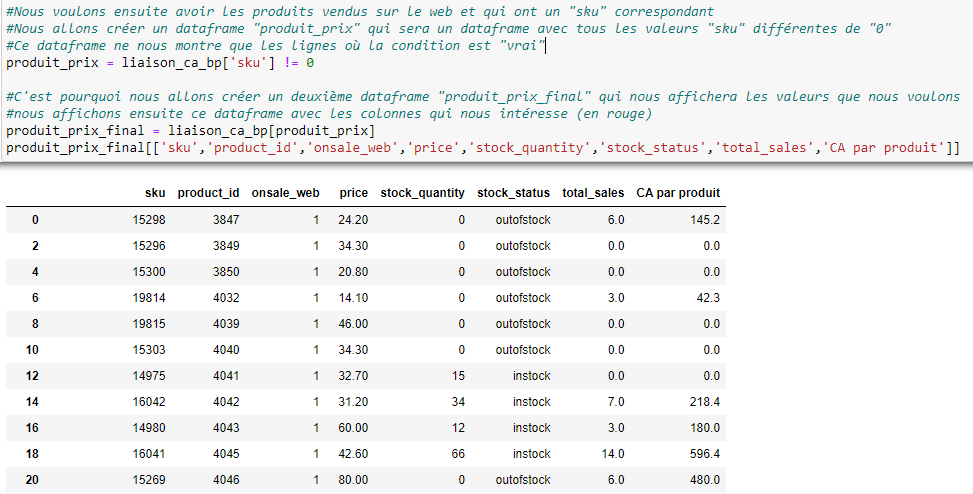 #Nous voulons ensuite avoir les produits vendus sur le web et qui ont un "sku" correspondant
#Nous allons créer un dataframe "produit_prix" qui sera un dataframe avec tous les valeurs "sku" différentes de "0"
#Ce dataframe ne nous montre que les lignes où la condition est "vrai"
produit_prix = liaison_ca_bp['sku'] != 0
#C'est pourquoi nous allons créer un deuxième dataframe "produit_prix_final" qui nous affichera les valeurs que nous voulons
#nous affichons ensuite ce dataframe avec les colonnes qui nous intéresse (en rouge)
produit_prix_final = liaison_ca_bp[produit_prix]
produit_prix_final[['sku','product_id','onsale_web','price','stock_quantity','stock_status','total_sales','CA par produit']]
sku product_id onsale_web price stock_quantity stock_status total_sales CA par produit
0 15298 3847 1 24.20 0 outofstock 6.0 145.2
2 15296 3849 1 34.30 0 outofstock 0.0 0.0
4 15300 3850 1 20.80 0 outofstock 0.0 0.0
6 19814 4032 1 14.10 0 outofstock 3.0 42.3
8 19815 4039 1 46.00 0 outofstock 0.0 0.0
10 15303 4040 1 34.30 0 outofstock 0.0 0.0
12 14975 4041 1 32.70 15 instock 0.0 0.0
14 16042 4042 1 31.20 34 instock 7.0 218.4
16 14980 4043 1 60.00 12 instock 3.0 180.0
18 16041 4045 1 42.60 66 instock 14.0 596.4
20 15269 4046 1 80.00 0 outofstock 6.0 480.0